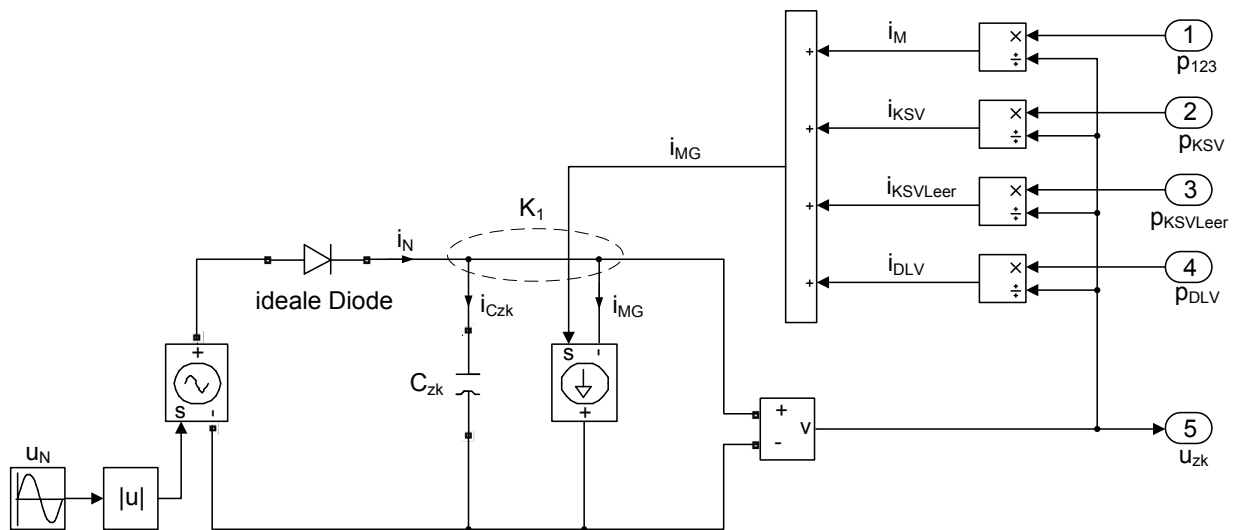 i_M
×
÷
1
p_123
i_KSV
×
÷
2
p_KSV
i_MG
i_KSVLeer
×
÷
3
p_KSVLeer
K_1
i_N
i_DLV
×
÷
4
p_DLV
+
+
+
+
ideale Diode
i_Czk
i_MG
+
s
-
s
-
+
C_zk
+
-
v
5
u_zk
u_N
|u|